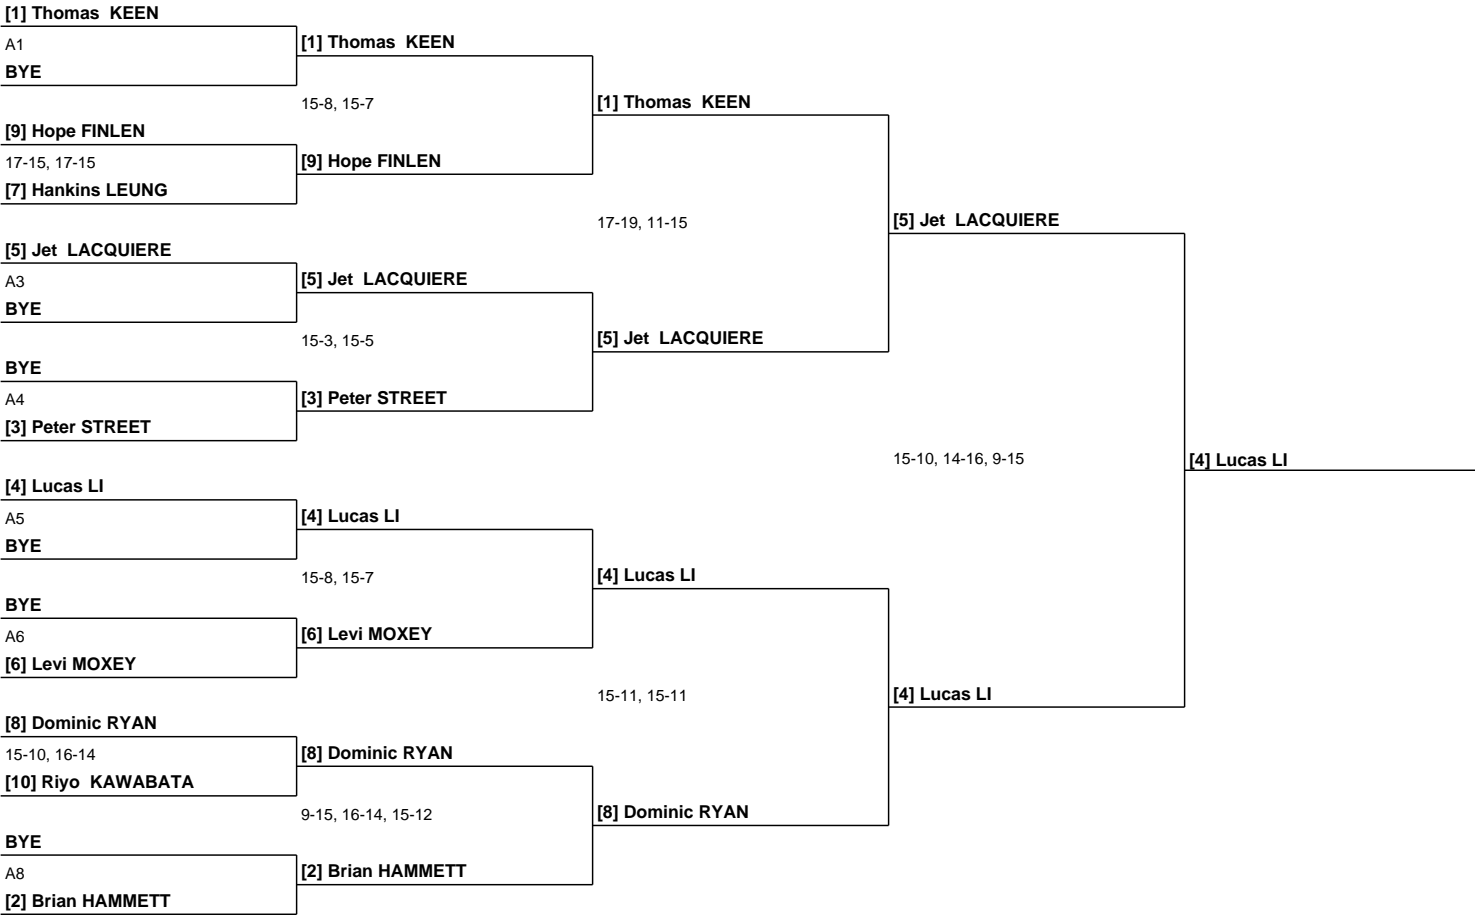 [1] Thomas  KEEN
A1
BYE
[1] Thomas  KEEN
15-8, 15-7
[9] Hope FINLEN
17-15, 17-15
[7] Hankins LEUNG
[9] Hope FINLEN
[1] Thomas  KEEN
17-19, 11-15
[5] Jet  LACQUIERE
A3
BYE
[5] Jet  LACQUIERE
15-3, 15-5
BYE
A4
[3] Peter STREET
[3] Peter STREET
[5] Jet  LACQUIERE
[5] Jet  LACQUIERE
15-10, 14-16, 9-15
[4] Lucas LI
[4] Lucas LI
A5
BYE
[4] Lucas LI
15-8, 15-7
BYE
A6
[6] Levi MOXEY
[6] Levi MOXEY
[4] Lucas LI
15-11, 15-11
[4] Lucas LI
[8] Dominic RYAN
15-10, 16-14
[10] Riyo  KAWABATA
[8] Dominic RYAN
9-15, 16-14, 15-12
BYE
A8
[2] Brian HAMMETT
[2] Brian HAMMETT
[8] Dominic RYAN